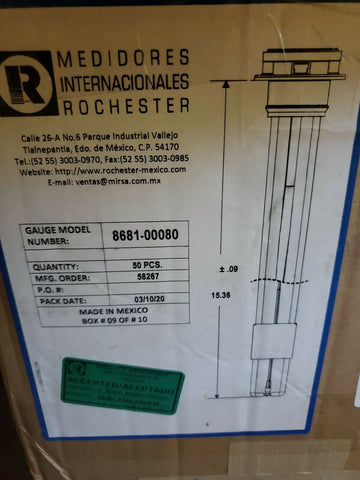 R
MEDIDORES
INTERNACIONALES
ROCHESTER
Calle 26-A No.6 Parque Industrial Vallejo
Tlalnepantla, Edo. de México, C.P. 54170
Tel.:(52 55) 3003-0970, Fax:(52 55) 3003-0985
Website: http://www.rochester-mexico.com
E-mail: ventas@mirsa.com.mx
GAUGE MODEL NUMBER: 8681-00080
QUANTITY: 50 PCS.
MFG. ORDER: 58267
P.O. #:
PACK DATE: 03/10/20
MADE IN MEXICO
BOX # 09 OF # 10
± .09
15.36
ACCEPTED/ACEPTADO